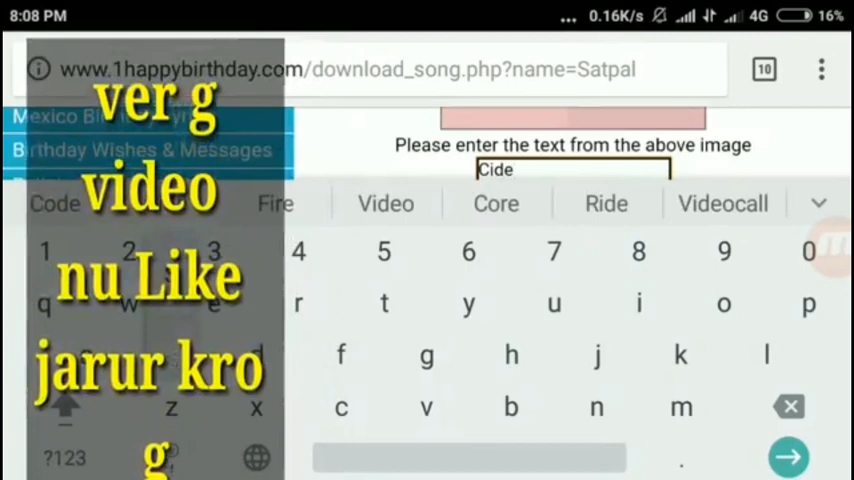 8:08 PM ... 0.16K/s 4G 16%
www.1happybirthday.com/download_song.php?name=Satpal 10
ver g
video
nu Like
jarur kro
g
Mexico
Birthday Wishes & Messages
Please enter the text from the above image
Cide
Code Fire Video Core Ride Videocall
1 2 3 4 5 6 7 8 9 0
q w e r t y u i o p
d f g h j k l
z x c v b n m
?123 .